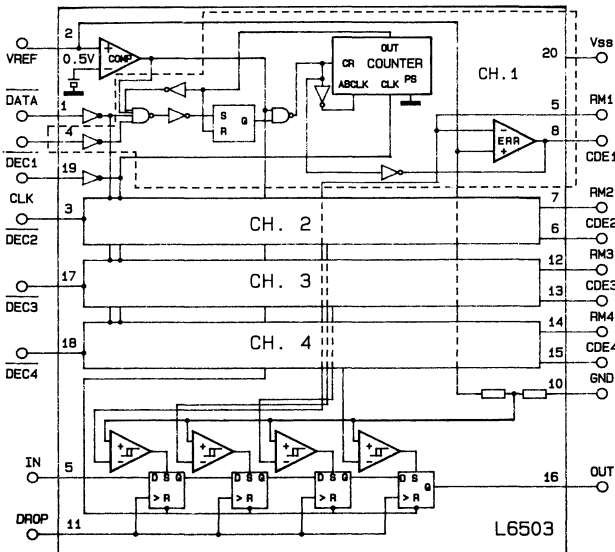 2
VREF
0.5V
+
-
COMP
OUT
CR COUNTER
ABCLK CLK PS
CH.1
20
Vss
DATA
1
4
DEC1
S
R
Q
5
RM1
-
+
ERR
8
CDE1
DEC1
19
CLK
3
DEC2
CH. 2
7
RM2
6
CDE2
17
DEC3
CH. 3
12
RM3
13
CDE3
18
DEC4
CH. 4
14
RM4
15
CDE4
10
GND
+
-
+
-
+
-
+
-
IN
5
D S Q
> R
D S Q
> R
D S Q
> R
D S
Q
> R
16
OUT
DROP
11
L6503